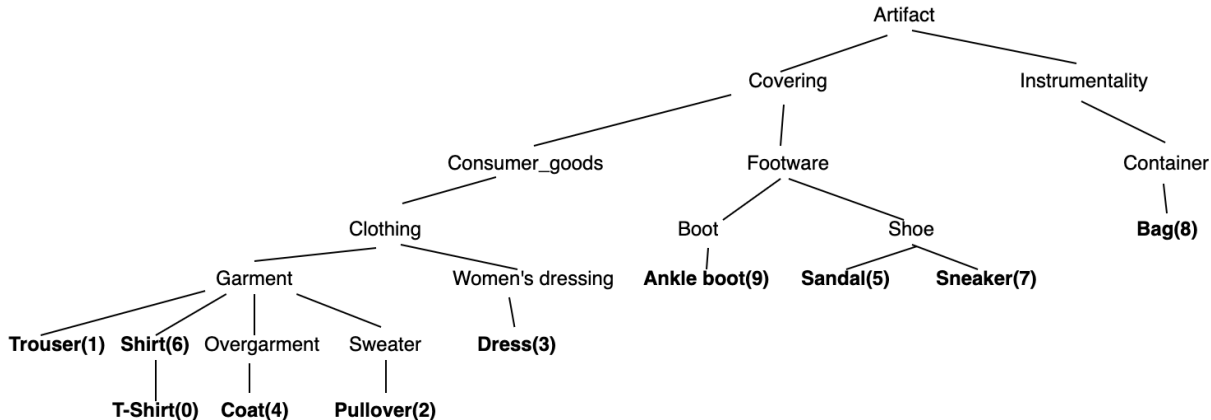 Artifact
Covering Instrumentality
Consumer_goods Footware Container
Clothing Boot Shoe Bag(8)
Garment Women's dressing Ankle boot(9) Sandal(5) Sneaker(7)
Trouser(1) Shirt(6) Overgarment Sweater Dress(3)
T-Shirt(0) Coat(4) Pullover(2)